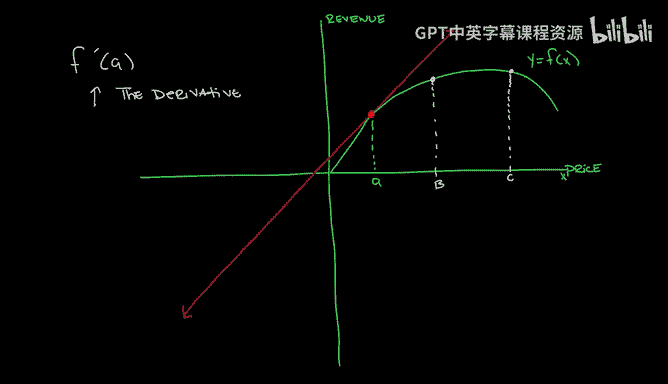 REVENUE
GPT中英字幕课程资源 bilibili
f'(a)
y=f(x)
↑ THE DERIVATIVE
x PRICE
a
B
C